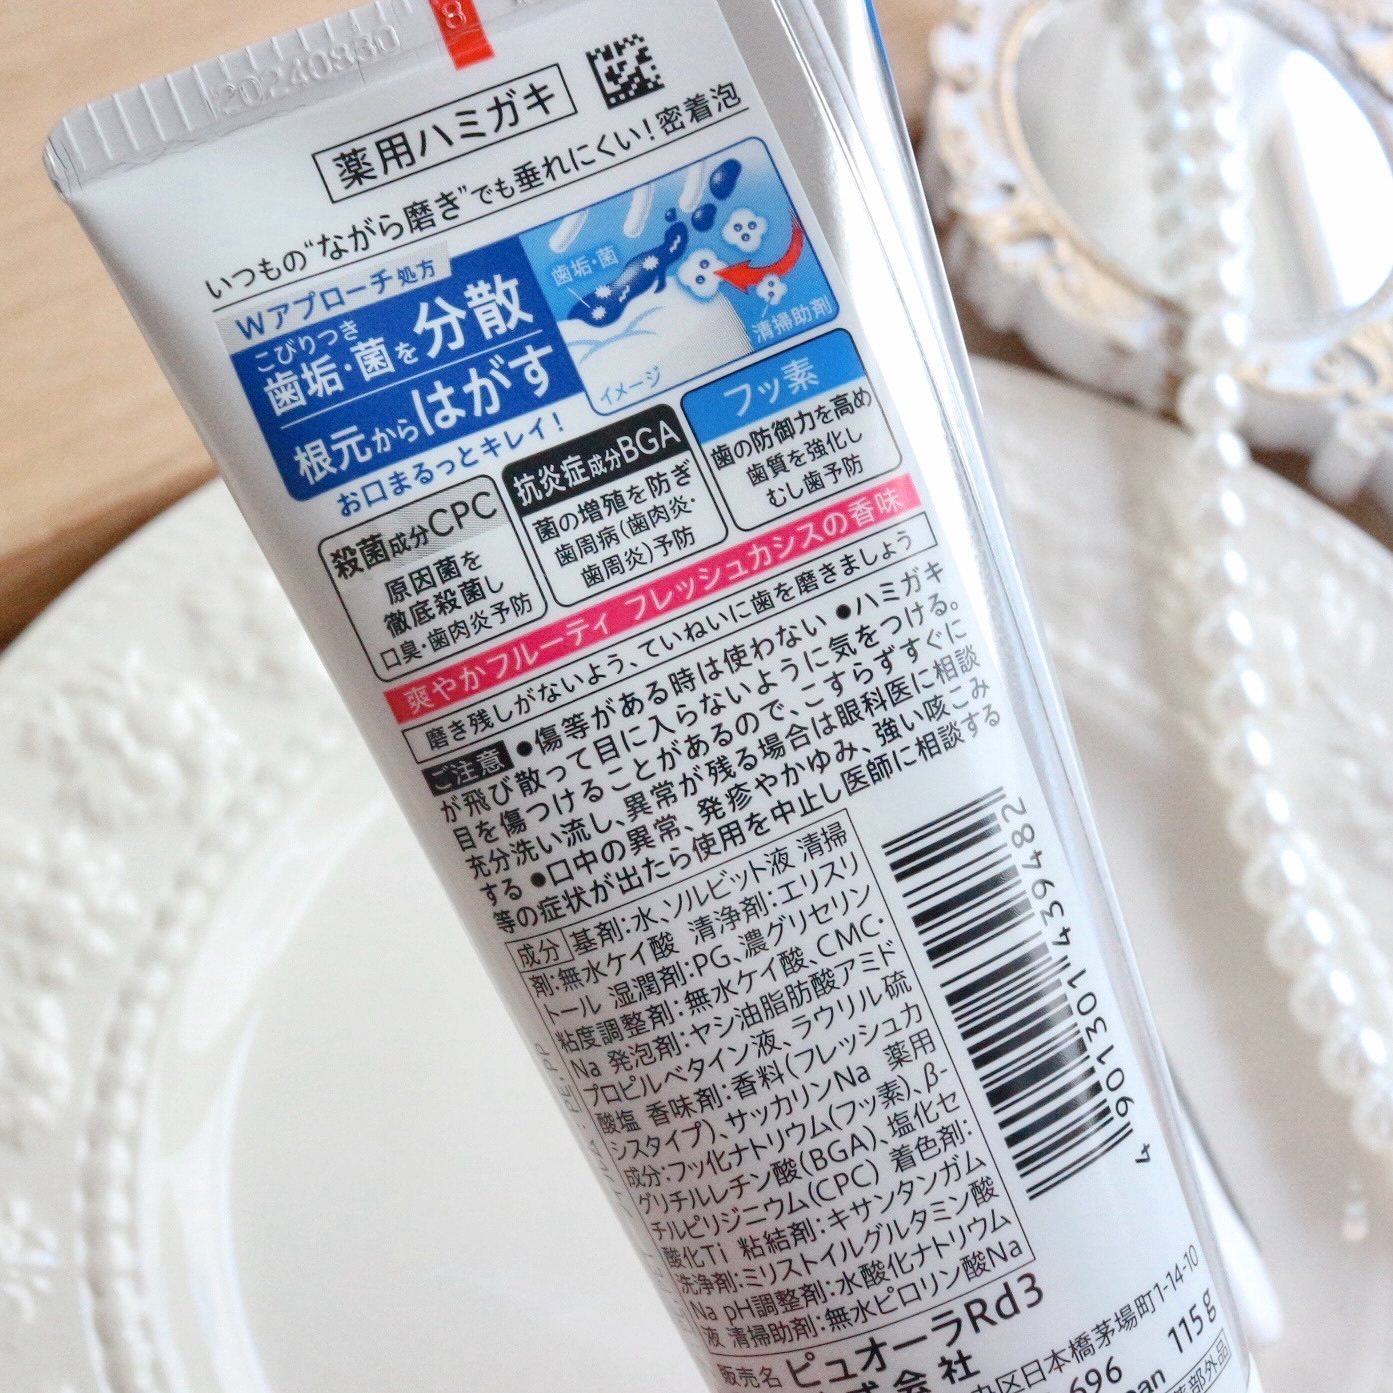 20240830
8
薬用ハミガキ
いつもの“ながら磨き”でも垂れにくい！密着泡
Wアプローチ処方
こびりつき
歯垢・菌を分散
根元からはがす
お口まるっとキレイ！
歯垢・菌
清掃助剤
イメージ
殺菌成分CPC
原因菌を
徹底殺菌し
口臭・歯肉炎予防
抗炎症成分BGA
菌の増殖を防ぎ
歯周病(歯肉炎・
歯周炎)予防
フッ素
歯の防御力を高め
歯質を強化し
むし歯予防
爽やかフルーティ フレッシュカシスの香味
磨き残しがないよう、ていねいに歯を磨きましょう
ご注意 ●傷等がある時は使わない ●ハミガキ
が飛び散って目に入らないように気をつける。
目を傷つけることがあるので、こすらずすぐに
充分洗い流し、異常が残る場合は眼科医に相談
する ●口中の異常、発疹やかゆみ、強い咳こみ
等の症状が出たら使用を中止し医師に相談する
成分 基剤：水、ソルビット液 清掃
剤：無水ケイ酸 清浄剤：エリスリ
トール 湿潤剤：PG、濃グリセリン
粘度調整剤：無水ケイ酸、CMC・
Na 発泡剤：ヤシ油脂肪酸アミド
プロピルベタイン液、ラウリル硫
酸塩 香味剤：香料(フレッシュカ
シスタイプ)、サッカリンNa 薬用
成分：フッ化ナトリウム(フッ素)、β-
グリチルレチン酸(BGA)、塩化セ
チルピリジニウム(CPC) 着色剤：
酸化Ti 粘結剤：キサンタンガム
洗浄剤：ミリストイルグルタミン酸
Na pH調整剤：水酸化ナトリウム
液 清掃助剤：無水ピロリン酸Na
4 901301 439482
販売名 ピュオーラRd3
式会社
区日本橋茅場町1-14-10
696
115g
部外品